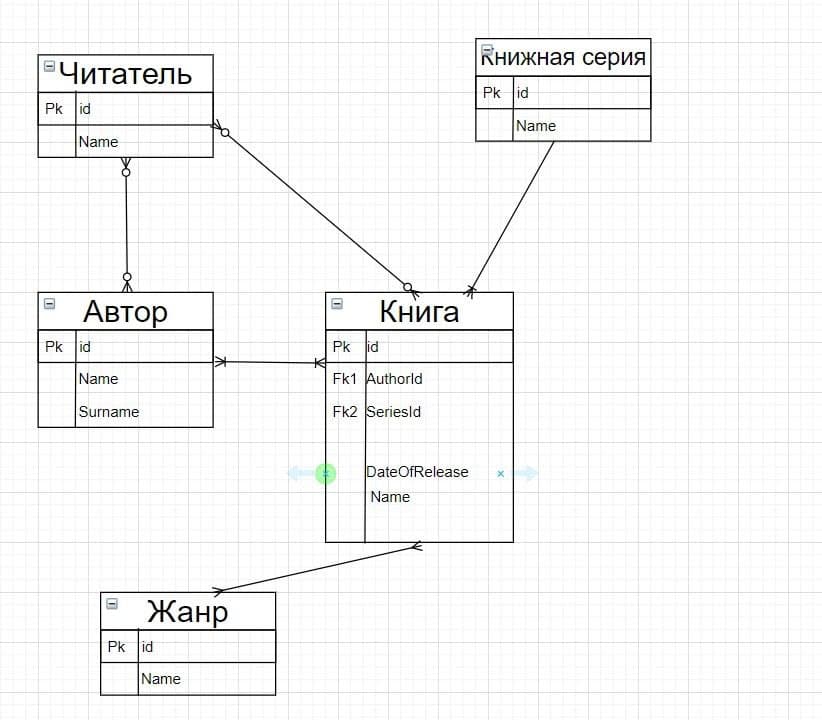 Читатель
Pk id
Name
Книжная серия
Pk id
Name
Автор
Pk id
Name
Surname
Книга
Pk id
Fk1 AuthorId
Fk2 SeriesId
DateOfRelease
Name
Жанр
Pk id
Name